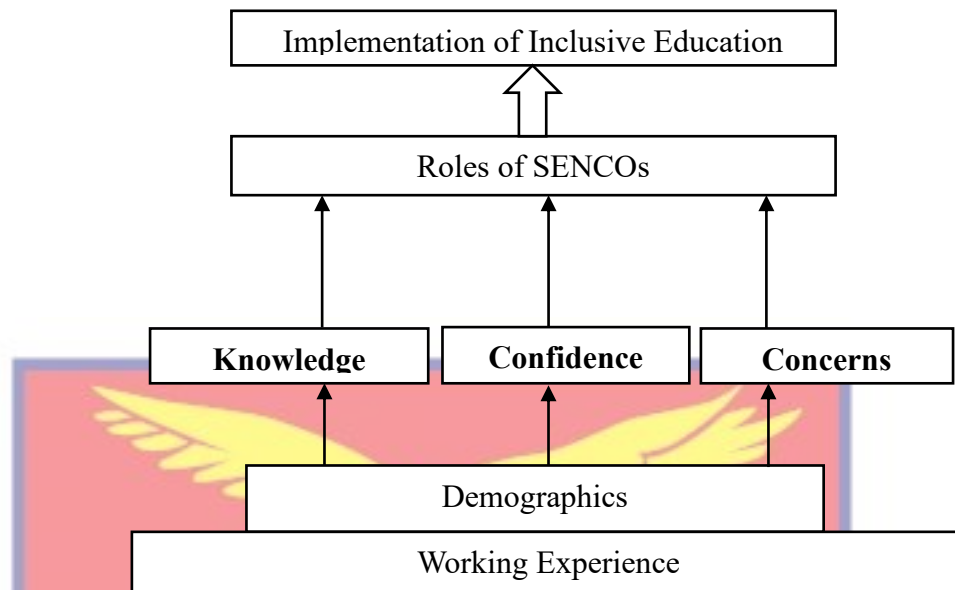 Implementation of Inclusive Education
Roles of SENCOs
Knowledge Confidence Concerns
Demographics
Working Experience